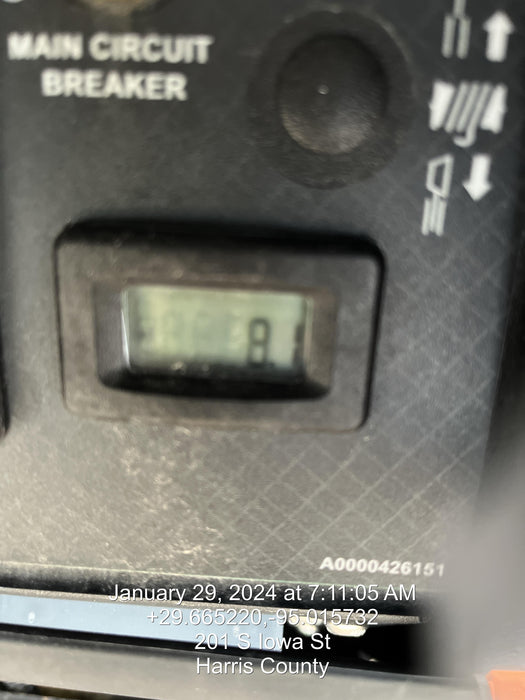 MAIN CIRCUIT
BREAKER
8
A0000426151
January 29, 2024 at 7:11:05 AM
+29.665220,-95.015732
201 S Iowa St
Harris County